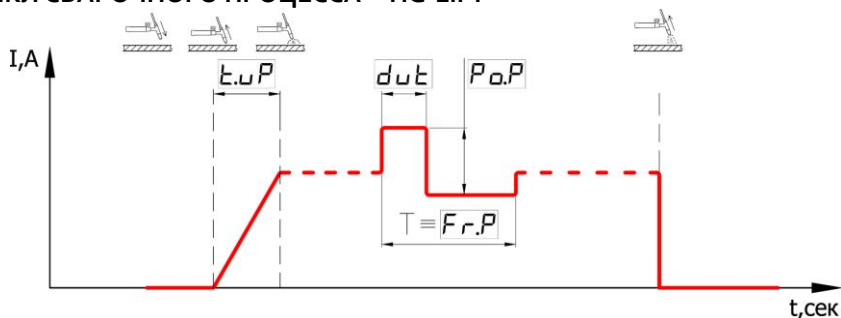 I,A
t.uP
dut
Po.P
T ≡ Fr.P
t,сек